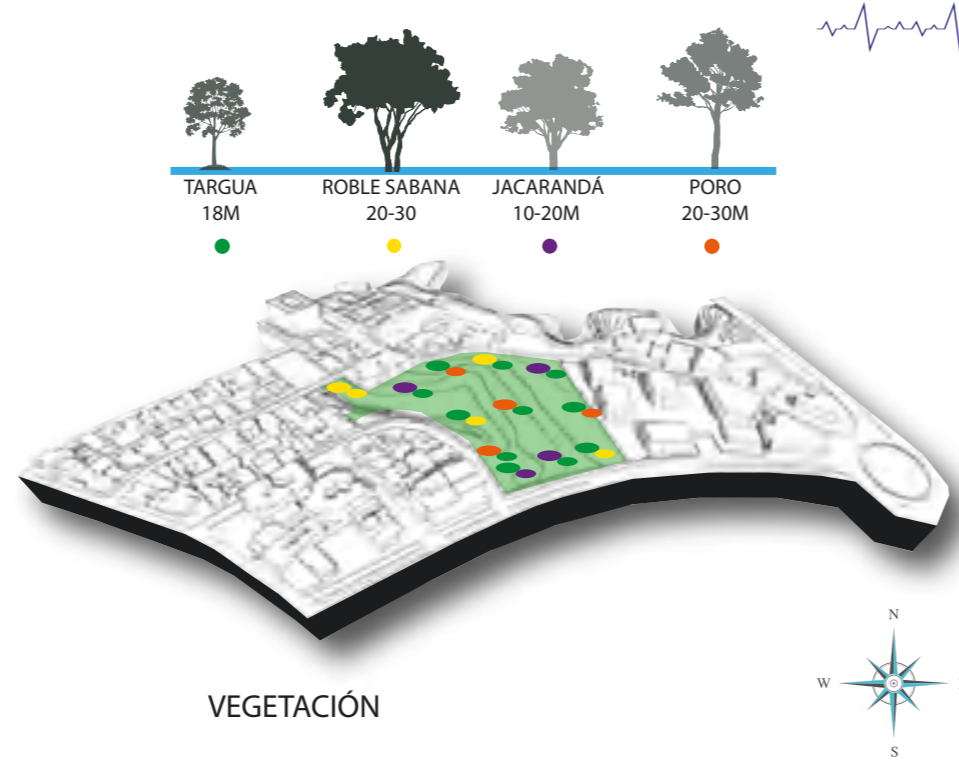 TARGUA ROBLE SABANA JACARANDÁ PORO
18M 20-30 10-20M 20-30M
N
W
S
VEGETACIÓN